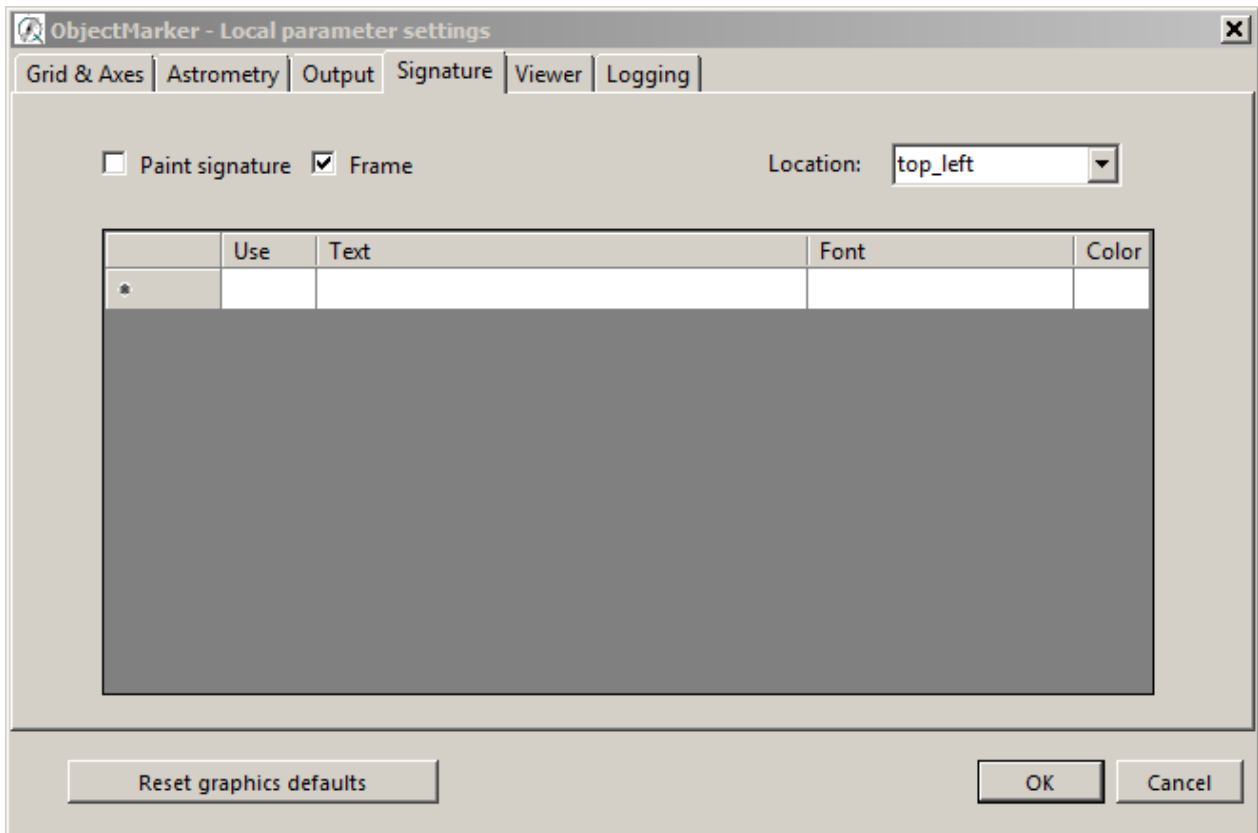 ObjectMarker - Local parameter settings
Grid & Axes Astrometry Output Signature Viewer Logging
Paint signature Frame Location: top_left
Use Text Font Color
*
Reset graphics defaults OK Cancel